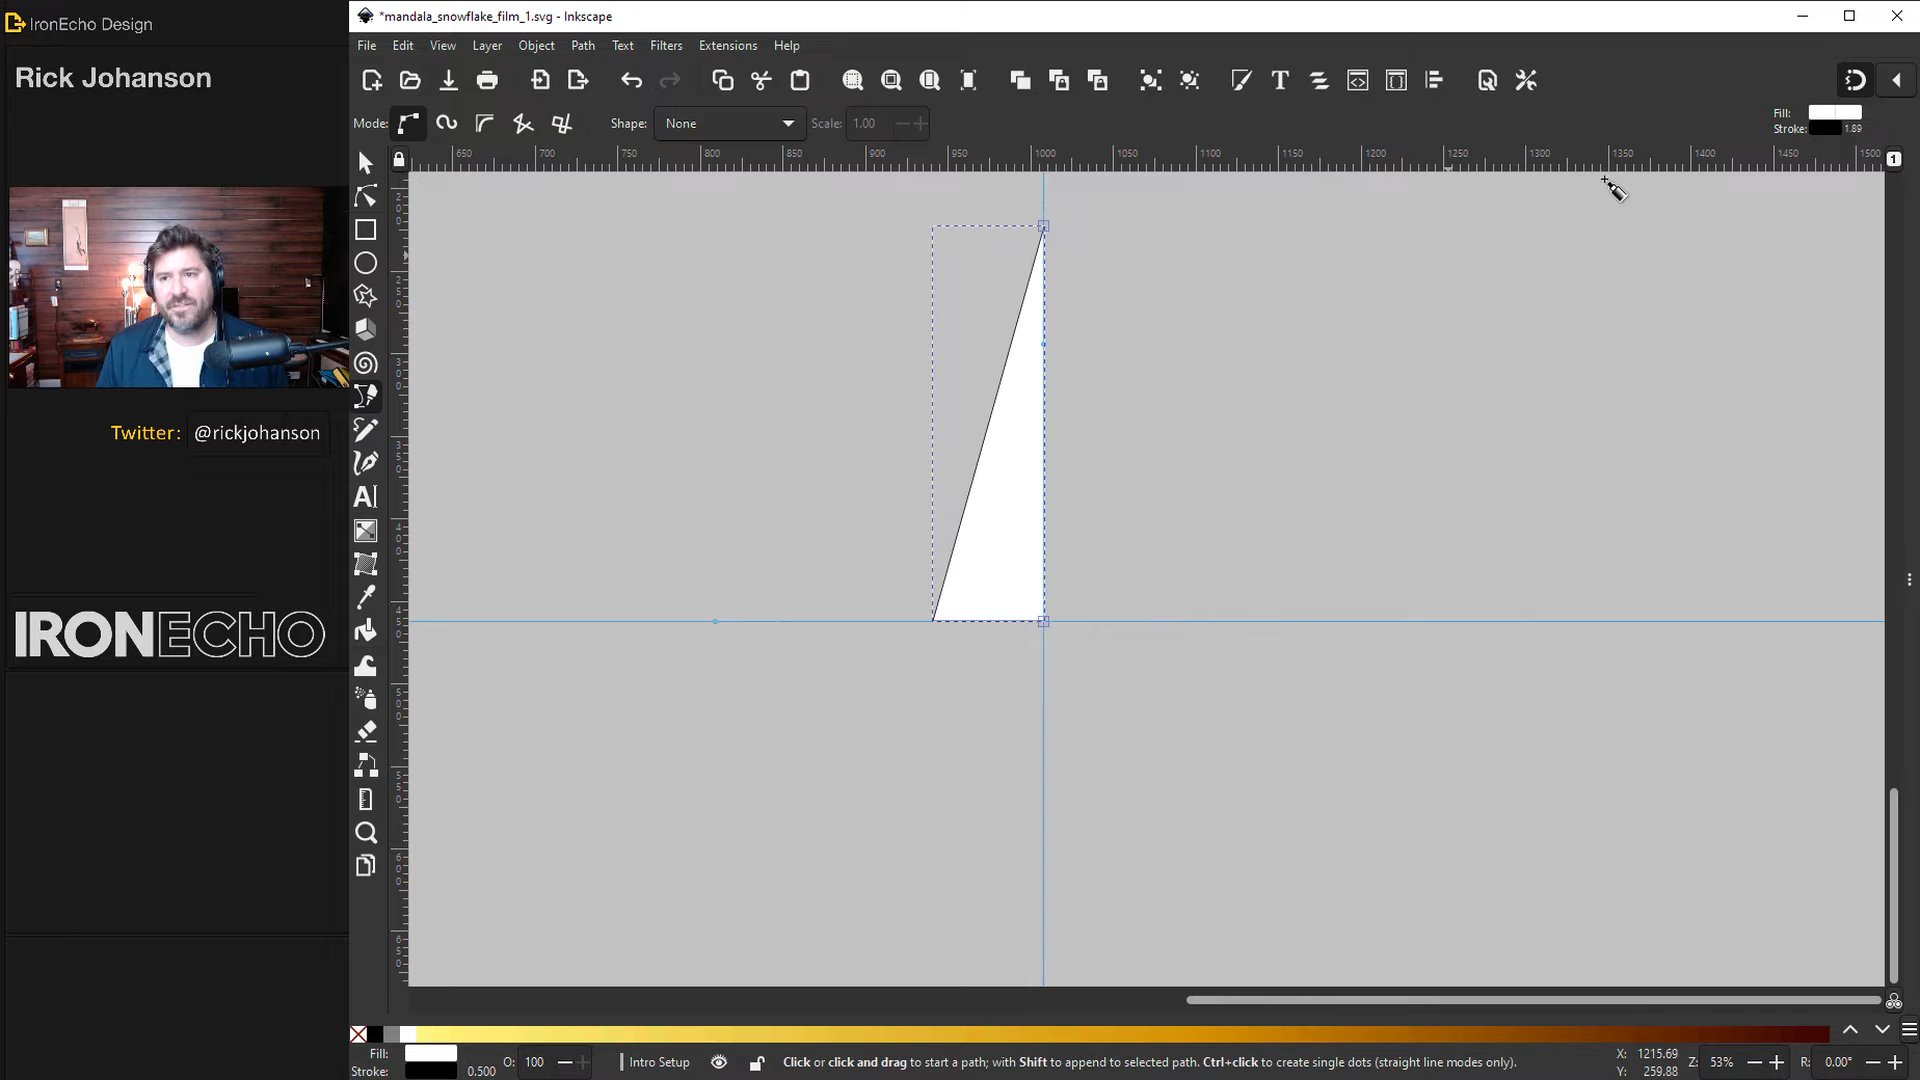 IronEcho Design
*mandala_snowflake_film_1.svg - Inkscape
Rick Johanson
File Edit View Layer Object Path Text Filters Extensions Help
Mode: Shape: None Scale: 1.00
Fill:
Stroke: 1.89
650 700 750 800 850 900 950 1000 1050 1100 1150 1200 1250 1300 1350 1400 1450 1500
1
Twitter: @rickjohanson
IRONECHO
Fill:
Stroke: 0.500
O: 100
Intro Setup
Click or click and drag to start a path; with Shift to append to selected path. Ctrl+click to create single dots (straight line modes only).
X: 1215.69
Y: 259.88
Z: 53%
R: 0.00°